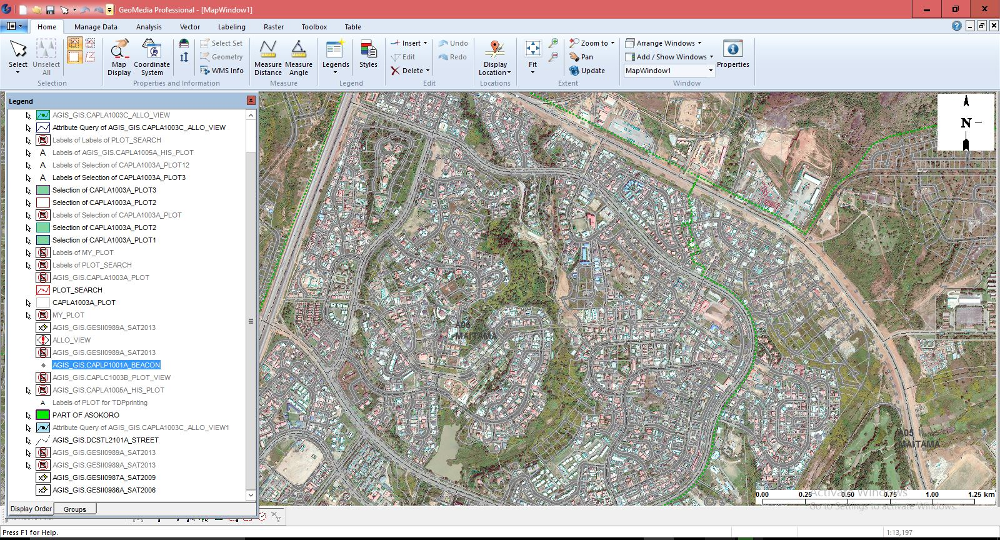 GeoMedia Professional - [MapWindow1]
Home Manage Data Analysis Vector Labeling Raster Toolbox Table
Select
Unselect All
Selection
Map Display
Coordinate System
Select Set
Geometry
WMS Info
Properties and Information
Measure Distance
Measure Angle
Measure
Legends
Legend
Styles
Insert
Edit
Delete
Undo
Redo
Edit
Display Location
Locations
Fit
Zoom to
Pan
Update
Extent
Arrange Windows
Add / Show Windows
MapWindow1
Properties
Window
Legend
AGIS_GIS.CAPLA1003C_ALLO_VIEW
Attribute Query of AGIS_GIS.CAPLA1003C_ALLO_VIEW
Labels of Labels of PLOT_SEARCH
A Labels of AGIS_GIS.CAPLA1005A_HIS_PLOT
A Labels of Selection of CAPLA1003A_PLOT12
A Labels of Selection of CAPLA1003A_PLOT3
Selection of CAPLA1003A_PLOT3
Selection of CAPLA1003A_PLOT2
Labels of Selection of CAPLA1003A_PLOT
Selection of CAPLA1003A_PLOT2
Selection of CAPLA1003A_PLOT1
Labels of MY_PLOT
Labels of PLOT_SEARCH
AGIS_GIS.CAPLA1003A_PLOT
PLOT_SEARCH
CAPLA1003A_PLOT
MY_PLOT
AGIS_GIS.GESII0989A_SAT2013
ALLO_VIEW
AGIS_GIS.GESII0989A_SAT2013
AGIS_GIS.CAPLP1001A_BEACON
AGIS_GIS.CAPLC1003B_PLOT_VIEW
AGIS_GIS.CAPLA1005A_HIS_PLOT
A Labels of PLOT for TDPprinting
PART OF ASOKORO
Attribute Query of AGIS_GIS.CAPLA1003C_ALLO_VIEW1
AGIS_GIS.DCSTL2101A_STREET
AGIS_GIS.GESII0989A_SAT2013
AGIS_GIS.GESII0989A_SAT2013
AGIS_GIS.GESII0987A_SAT2009
AGIS_GIS.GESII0986A_SAT2006
Display Order Groups
N
A06
MAITAMA
A05
MAITAMA
0.00 0.25 0.50 0.75 1.00 1.25 km
Activate Windows
Go to Settings to activate Windows.
Press F1 for Help.
1:13,197